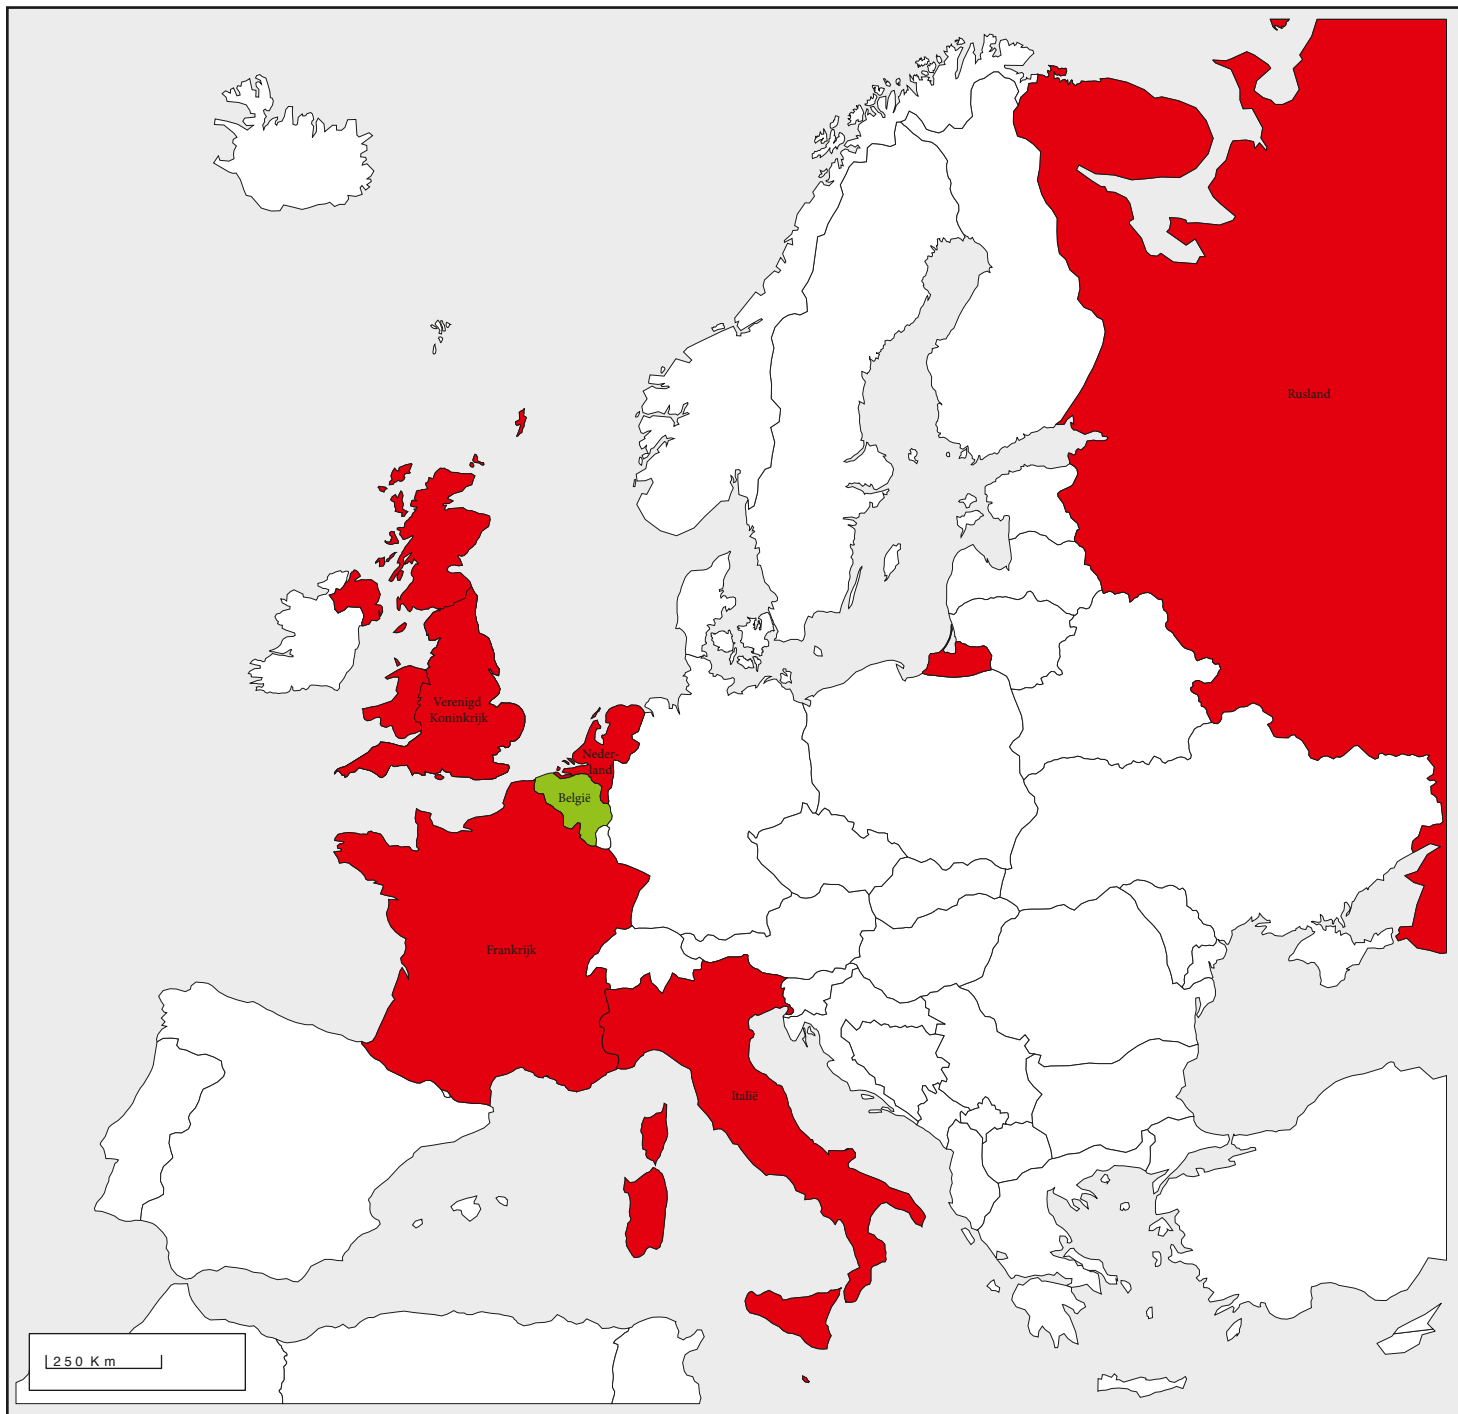 Rusland
Verenigd
Koninkrijk
Neder-
land
België
Frankrijk
Italië
250 Km